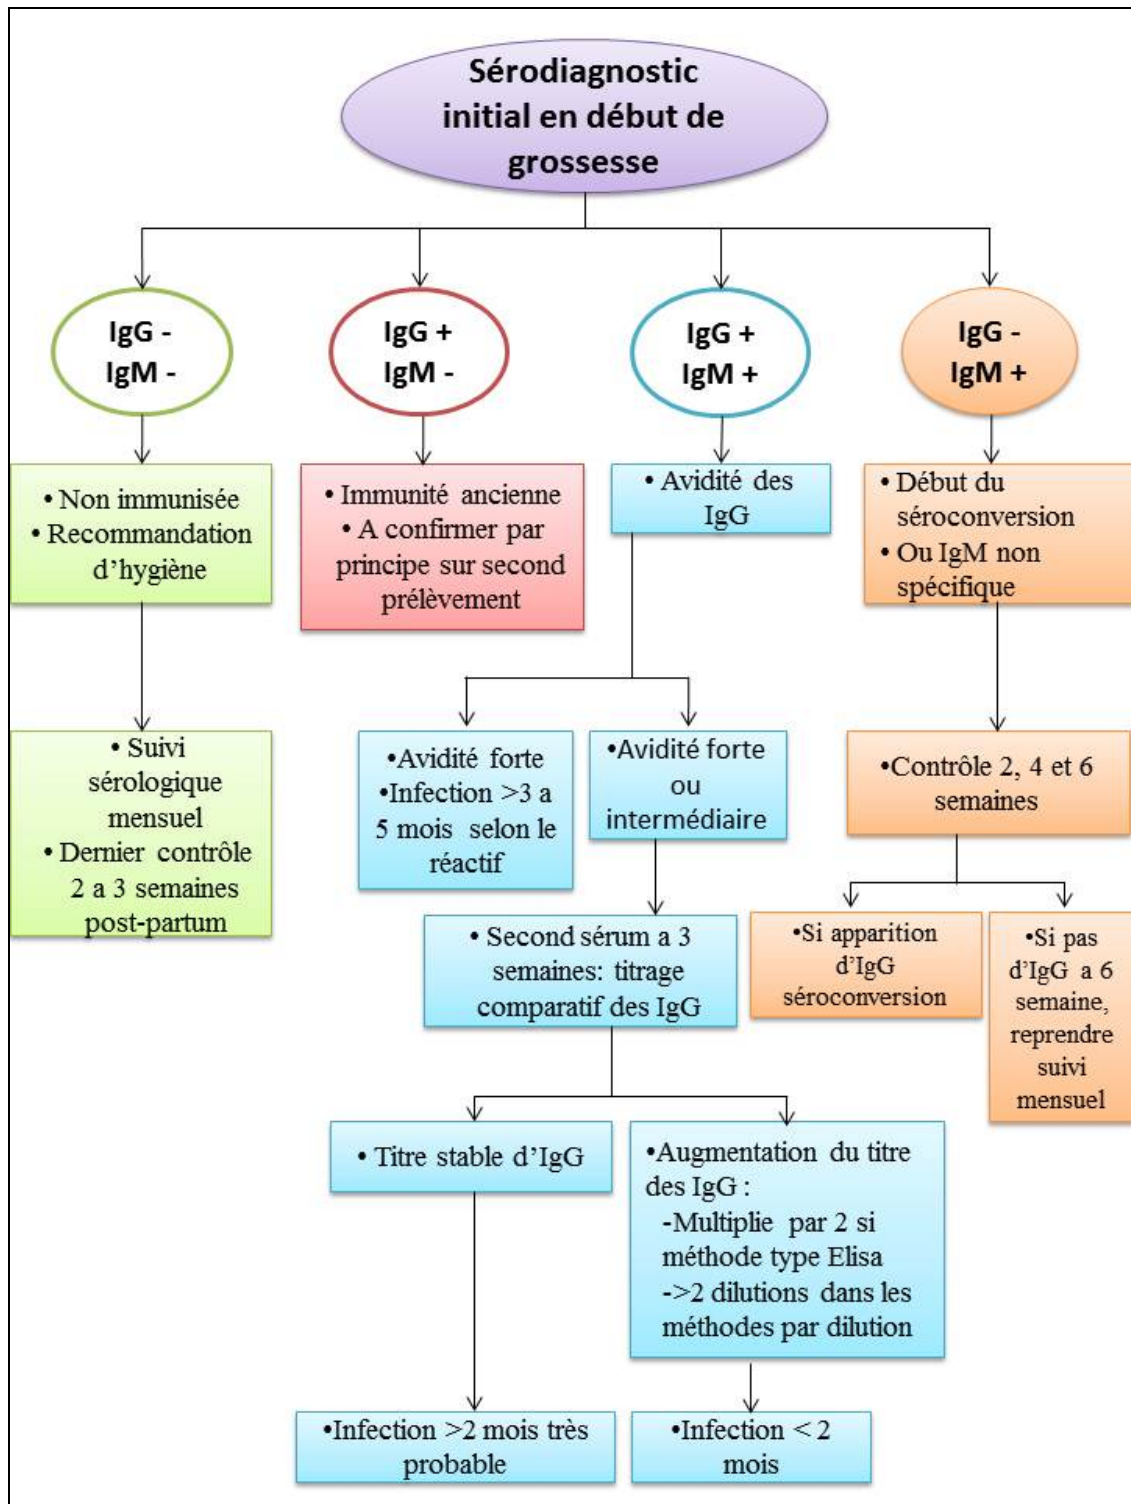 Sérodiagnostic
initial en début de
grossesse
IgG -
IgM -
IgG +
IgM -
IgG +
IgM +
IgG -
IgM +
• Non immunisée
• Recommandation
d’hygiène
• Immunité ancienne
• A confirmer par
principe sur second
prélèvement
• Avidité des
IgG
• Début du
séroconversion
• Ou IgM non
spécifique
• Suivi
sérologique
mensuel
• Dernier contrôle
2 a 3 semaines
post-partum
•Avidité forte
•Infection >3 a
5 mois selon le
réactif
•Avidité forte
ou
intermédiaire
•Contrôle 2, 4 et 6
semaines
• Second sérum a 3
semaines: titrage
comparatif des IgG
•Si apparition
d’IgG
séroconversion
•Si pas
d’IgG a 6
semaine,
reprendre
suivi
mensuel
• Titre stable d’IgG
•Augmentation du titre
des IgG :
-Multiplie par 2 si
méthode type Elisa
->2 dilutions dans les
méthodes par dilution
•Infection >2 mois très
probable
•Infection < 2
mois